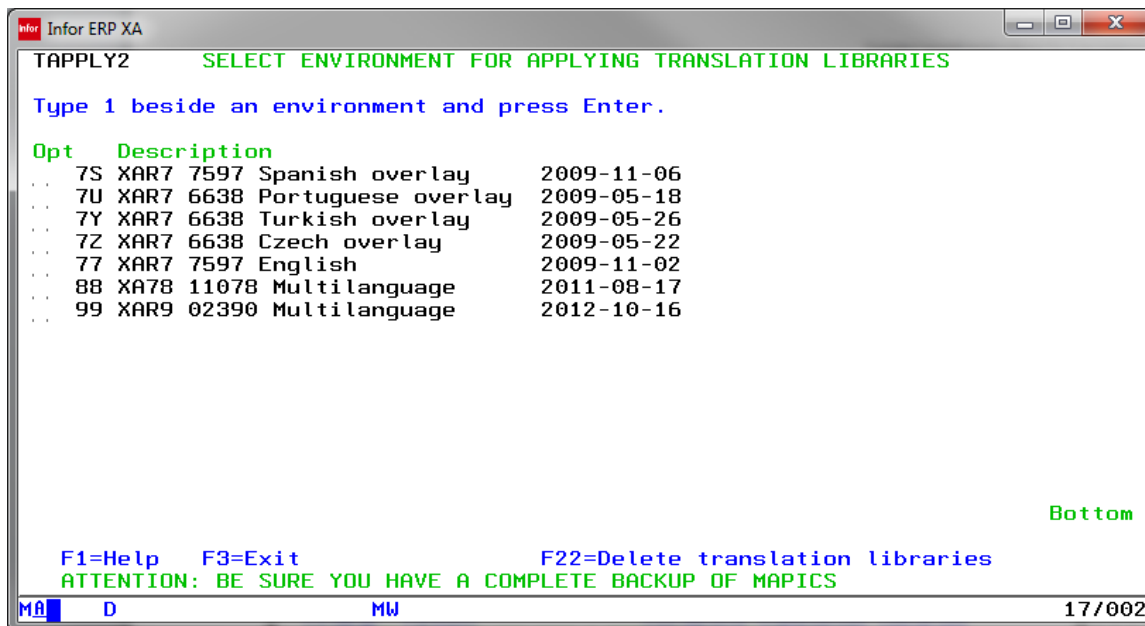 infor Infor ERP XA
TAPPLY2 SELECT ENVIRONMENT FOR APPLYING TRANSLATION LIBRARIES
Type 1 beside an environment and press Enter.
Opt Description
7S XAR7 7597 Spanish overlay 2009-11-06
7U XAR7 6638 Portuguese overlay 2009-05-18
7Y XAR7 6638 Turkish overlay 2009-05-26
7Z XAR7 6638 Czech overlay 2009-05-22
77 XAR7 7597 English 2009-11-02
88 XA78 11078 Multilanguage 2011-08-17
99 XAR9 02390 Multilanguage 2012-10-16
Bottom
F1=Help F3=Exit F22=Delete translation libraries
ATTENTION: BE SURE YOU HAVE A COMPLETE BACKUP OF MAPICS
MA D MW 17/002